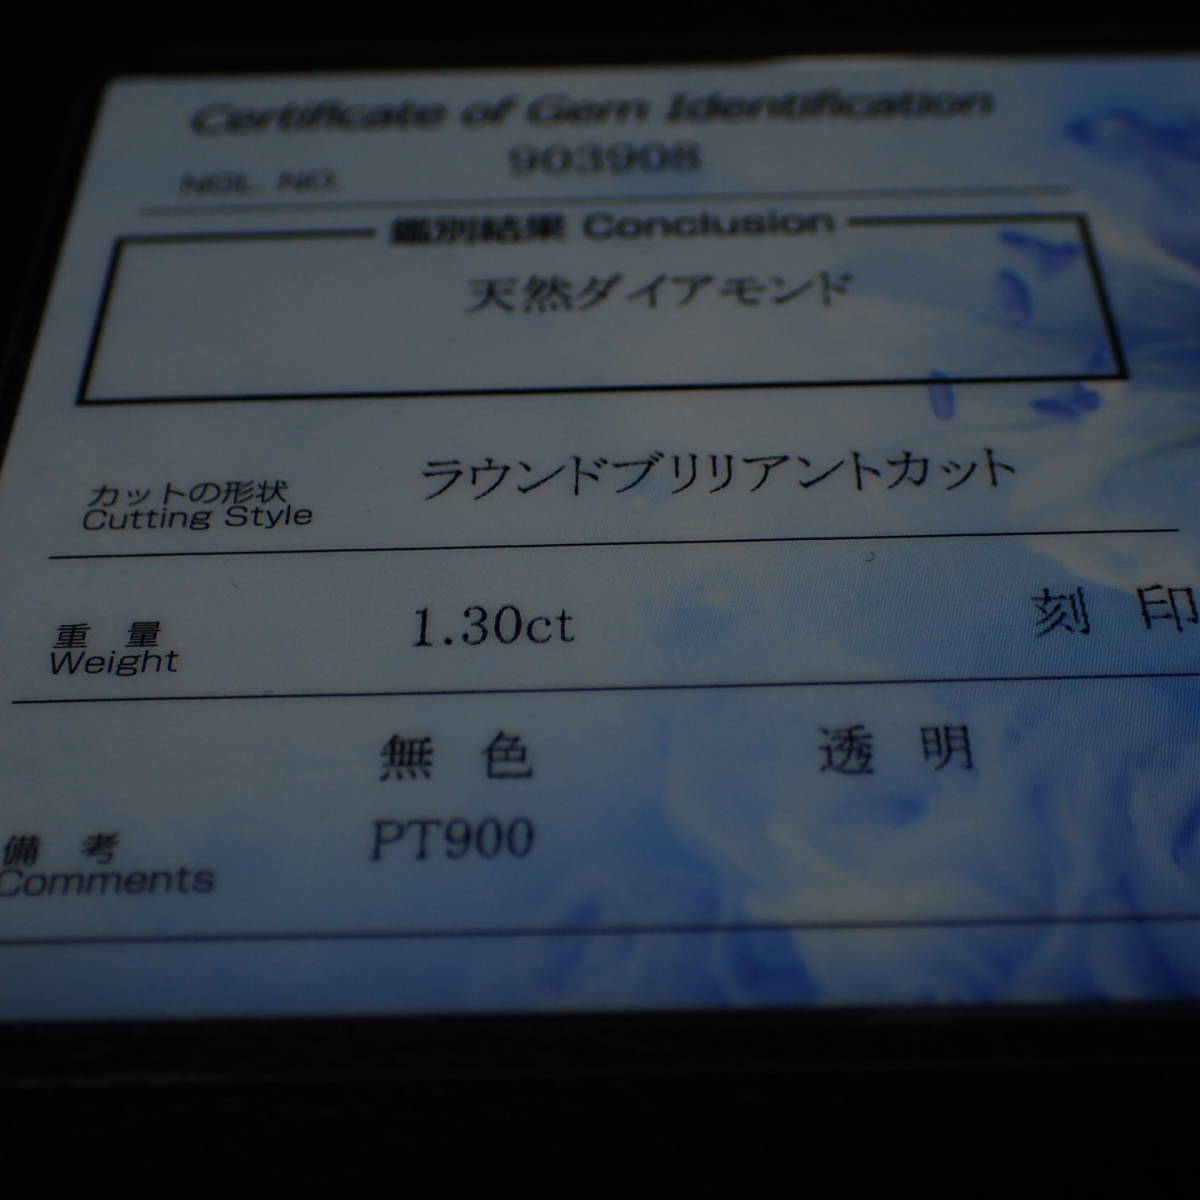 Certificate of Gem Identification
NGL. NO. 903908
鑑別結果 Conclusion
天然ダイアモンド
カットの形状 ラウンドブリリアントカット
Cutting Style
重 量 1.30ct 刻 印
Weight
無 色 透 明
備 考 PT900
Comments